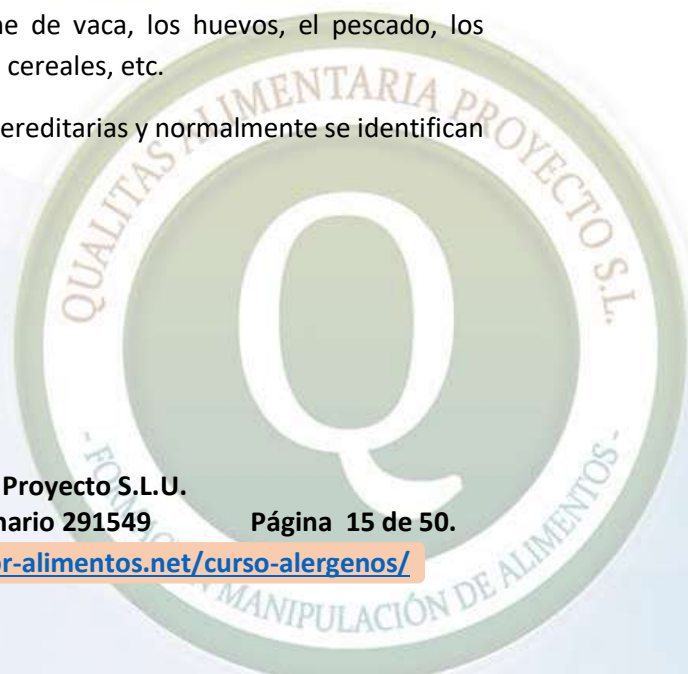 de vaca, los huevos, el pescado, los
cereales, etc.
ereditarias y normalmente se identifican
QUALITAS ALIMENTARIA PROYECTO S.L.
Q
Proyecto S.L.U.
nario 291549 Página 15 de 50.
or-alimentos.net/curso-alergenos/
- FORMACIÓN MANIPULACIÓN DE ALIMENTOS -